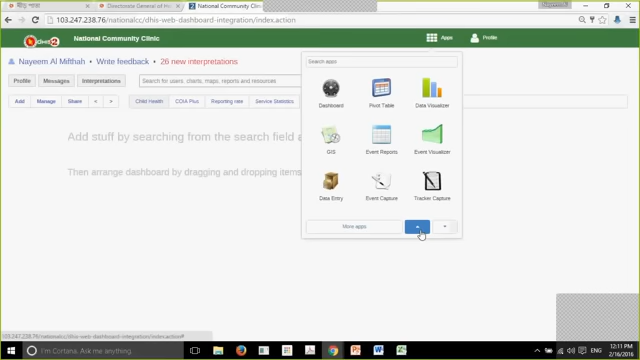 Directorate General of H
National Community Clinic
103.247.238.76/nationalcc/dhis-web-dashboard-integration/index.action
dhis2
National Community Clinic
Apps
Profile
Nayeem Al Mifthah • Write feedback • 26 new interpretations
Profile Messages Interpretations Search for users, charts, maps, reports and resources
Add Manage Share < > Child Health COIA Plus Reporting rate Service Statistics
Add stuff by searching from the search field a
Then arrange dashboard by dragging and dropping items
Search apps
Dashboard Pivot Table Data Visualizer
GIS Event Reports Event Visualizer
Data Entry Event Capture Tracker Capture
More apps
103.247.238.76/nationalcc/dhis-web-dashboard-integration/index.action#
I'm Cortana. Ask me anything.
ENG
12:11 PM
2/16/2016